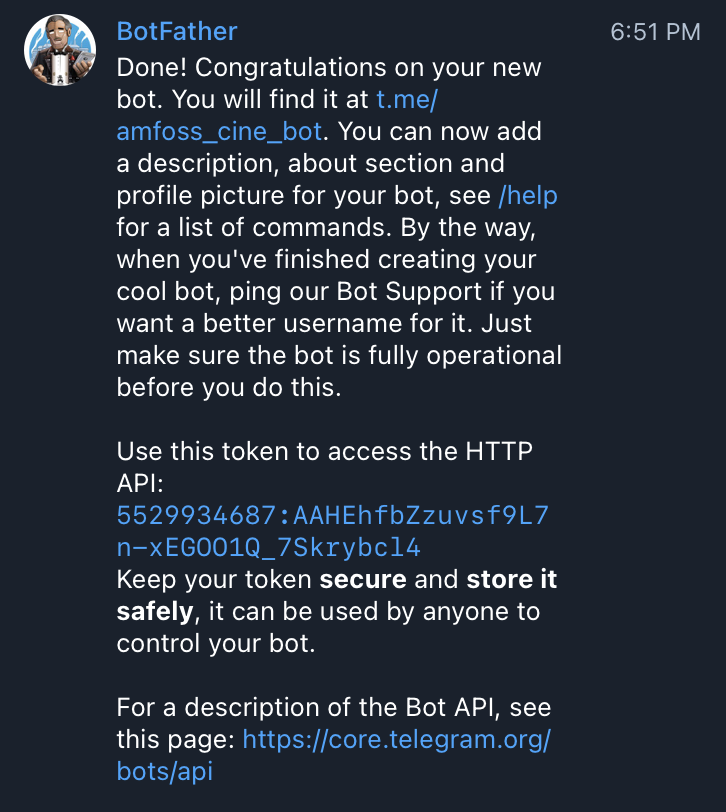 BotFather 6:51 PM
Done! Congratulations on your new
bot. You will find it at t.me/
amfoss_cine_bot. You can now add
a description, about section and
profile picture for your bot, see /help
for a list of commands. By the way,
when you've finished creating your
cool bot, ping our Bot Support if you
want a better username for it. Just
make sure the bot is fully operational
before you do this.

Use this token to access the HTTP
API:
5529934687:AAHEhfbZzuvsf9L7
n-xEGOO1Q_7Skrybcl4
Keep your token secure and store it
safely, it can be used by anyone to
control your bot.

For a description of the Bot API, see
this page: https://core.telegram.org/
bots/api